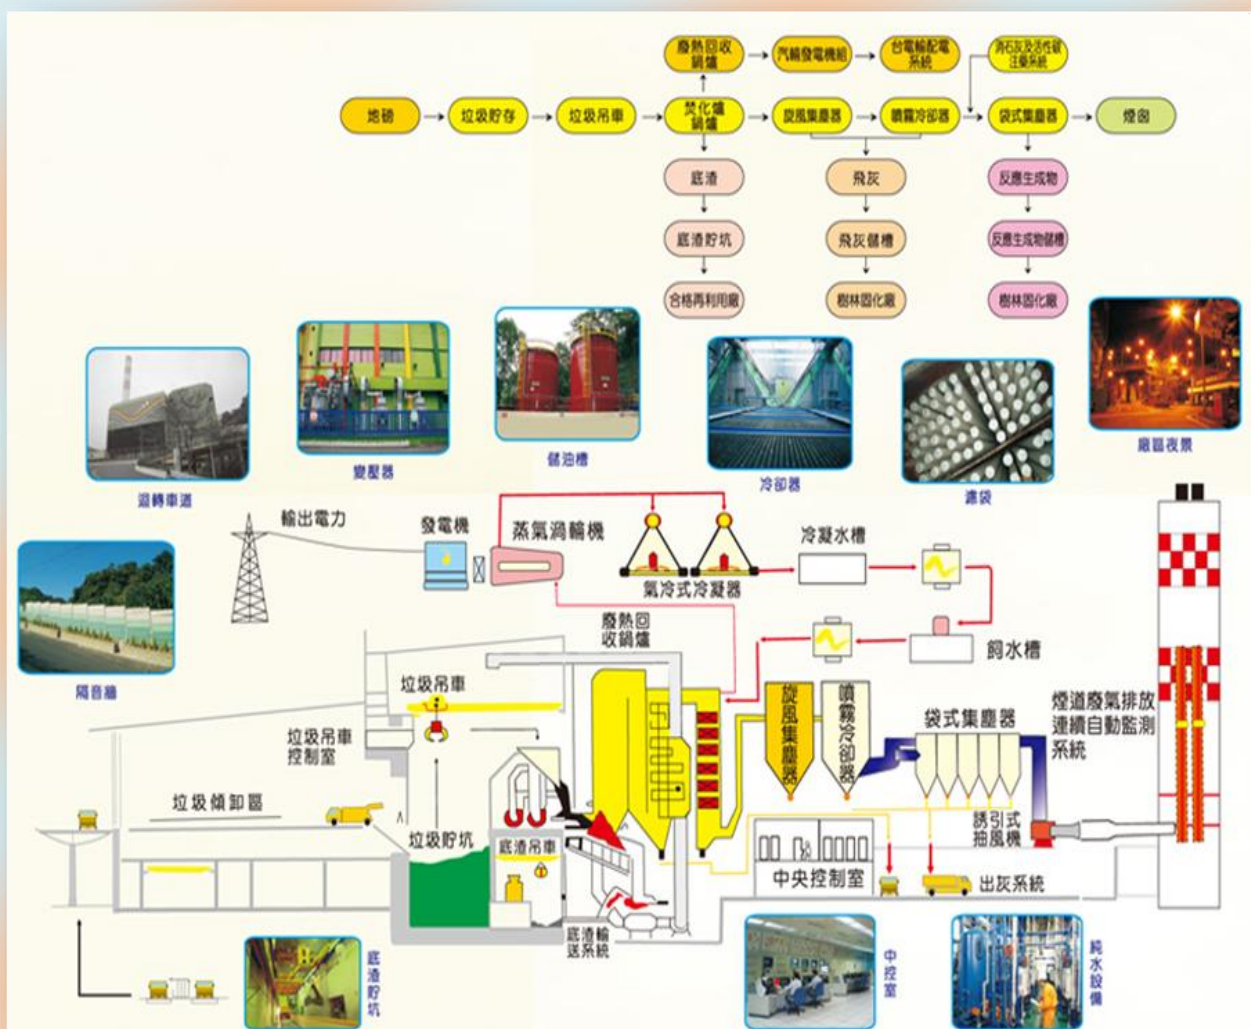 廢熱回收
鍋爐
汽輪發電機組
台電輸配電
系統
消石灰及活性碳
注藥系統
地磅
垃圾貯存
垃圾吊車
焚化爐
鍋爐
旋風集塵器
噴霧冷卻器
袋式集塵器
煙囪
底渣
飛灰
反應生成物
底渣貯坑
飛灰儲槽
反應生成物儲槽
合格再利用廠
樹林固化廠
樹林固化廠
迴轉車道
變壓器
儲油槽
冷卻器
濾袋
廠區夜景
隔音牆
輸出電力
發電機
蒸氣渦輪機
氣冷式冷凝器
冷凝水槽
飼水槽
廢熱回
收鍋爐
垃圾吊車
垃圾吊車
控制室
垃圾傾卸區
垃圾貯坑
底渣吊車
底渣輸
送系統
旋風集塵器
噴霧冷卻器
袋式集塵器
煙道廢氣排放
連續自動監測
系統
誘引式
抽風機
中央控制室
出灰系統
底渣貯坑
中控室
純水設備